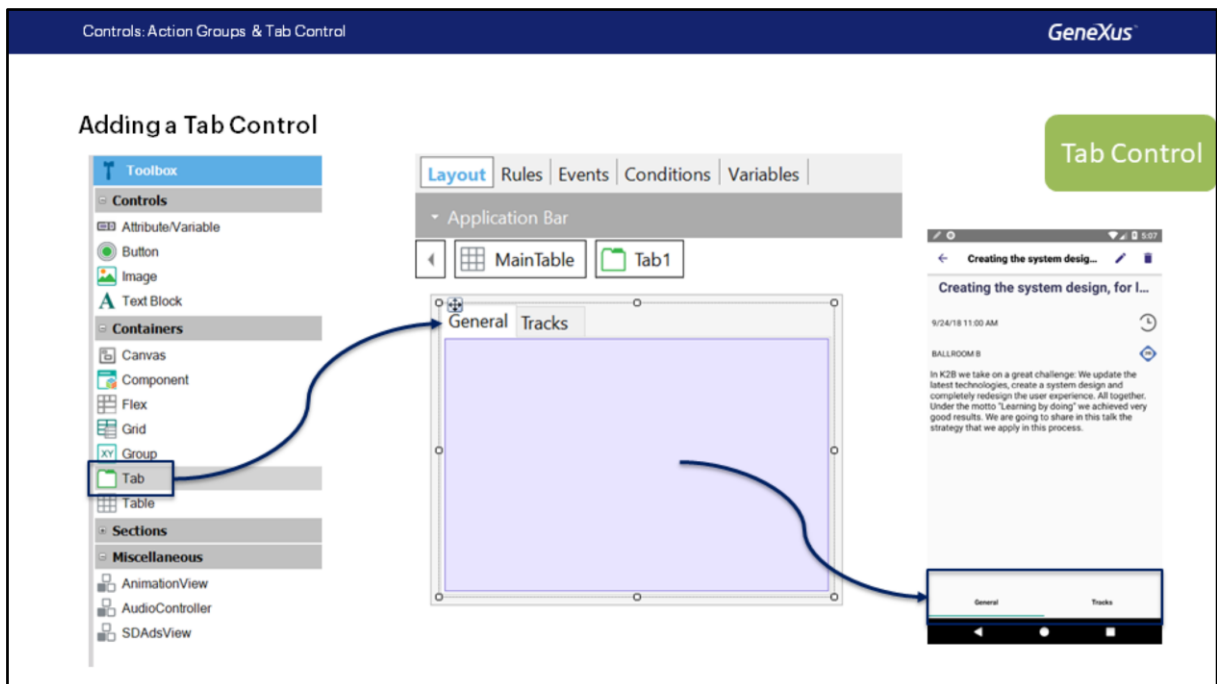 Controls: Action Groups & Tab Control
GeneXus™
Adding a Tab Control
Tab Control
Toolbox
Controls
Attribute/Variable
Button
Image
Text Block
Containers
Canvas
Component
Flex
Grid
Group
Tab
Table
Sections
Miscellaneous
AnimationView
AudioController
SDAdsView
Layout Rules Events Conditions Variables
Application Bar
MainTable Tab1
General Tracks
5:07
Creating the system desig...
Creating the system design, for l...
9/24/18 11:00 AM
BALLROOM B
In K2B we take on a great challenge: We update the
latest technologies, create a system design and
completely redesign the user experience. All together.
Under the motto "Learning by doing" we achieved very
good results. We are going to share in this talk the
strategy that we apply in this process.
General Tracks